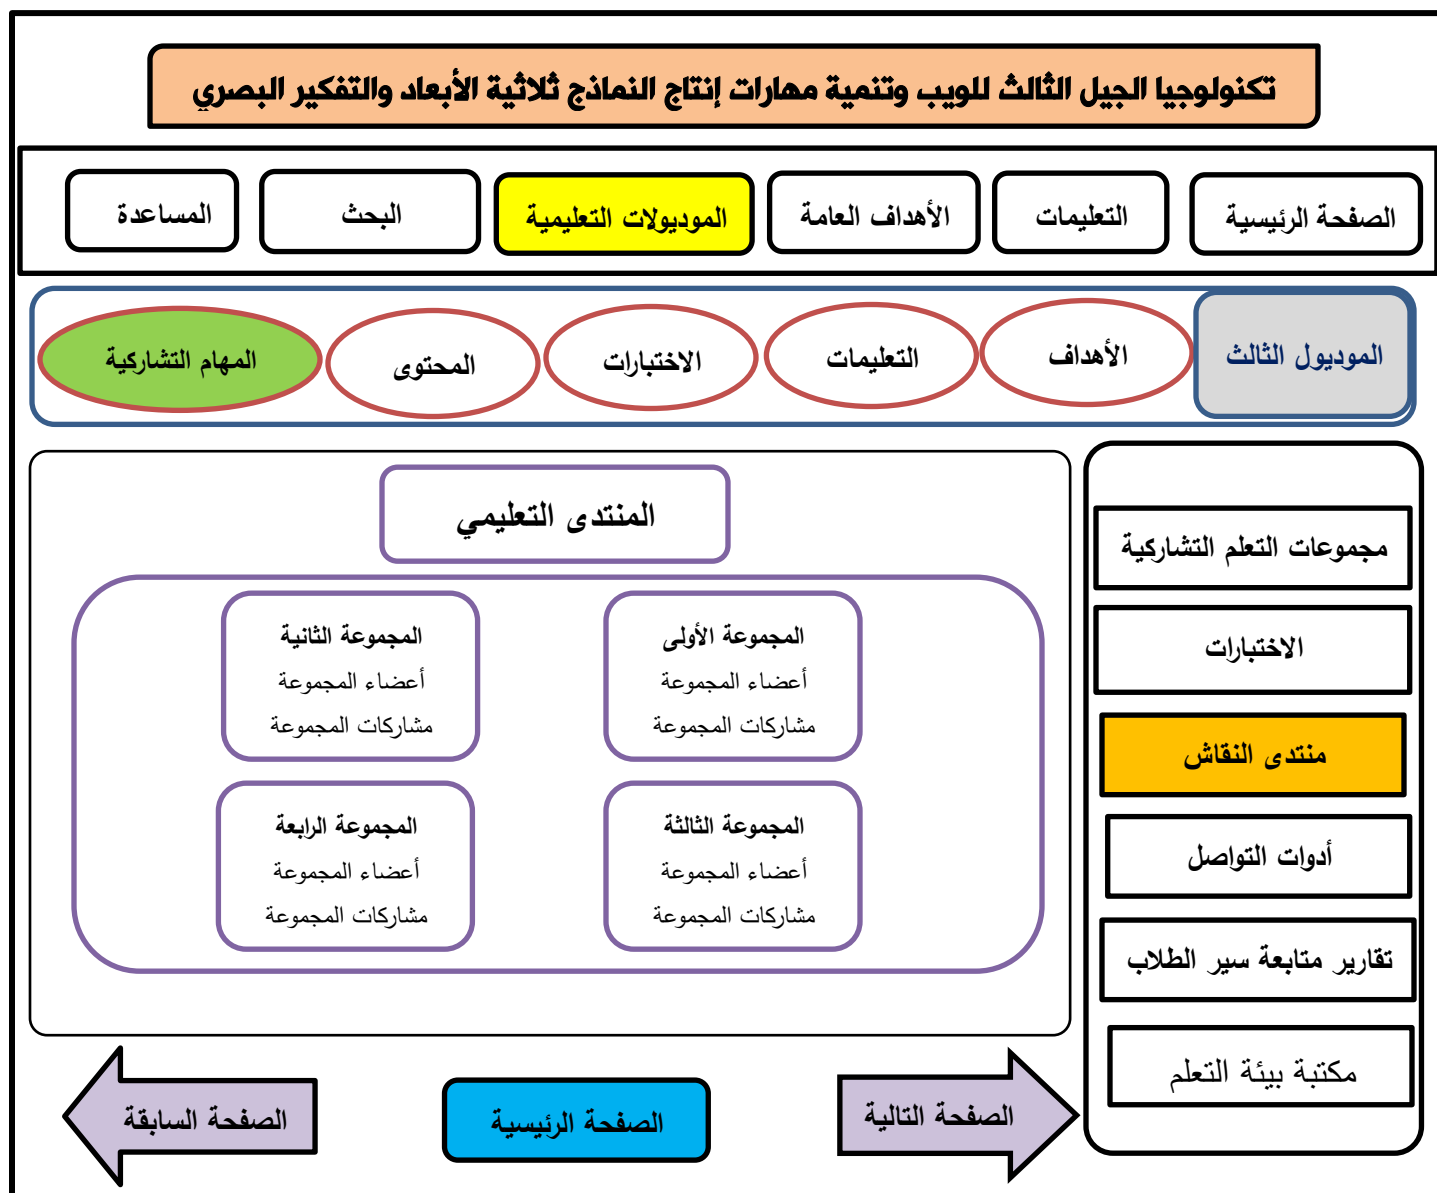 تكنولوجيا الجيل الثالث للويب وتنمية مهارات إنتاج النماذج ثلاثية الأبعاد والتفكير البصري
الصفحة الرئيسية
التعليمات
الأهداف العامة
الموديولات التعليمية
البحث
المساعدة
الموديول الثالث
الأهداف
التعليمات
الاختبارات
المحتوى
المهام التشاركية
مجموعات التعلم التشاركية
الاختبارات
منتدى النقاش
أدوات التواصل
تقارير متابعة سير الطلاب
مكتبة بيئة التعلم
المنتدى التعليمي
المجموعة الأولى
أعضاء المجموعة
مشاركات المجموعة
المجموعة الثانية
أعضاء المجموعة
مشاركات المجموعة
المجموعة الثالثة
أعضاء المجموعة
مشاركات المجموعة
المجموعة الرابعة
أعضاء المجموعة
مشاركات المجموعة
الصفحة التالية
الصفحة الرئيسية
الصفحة السابقة